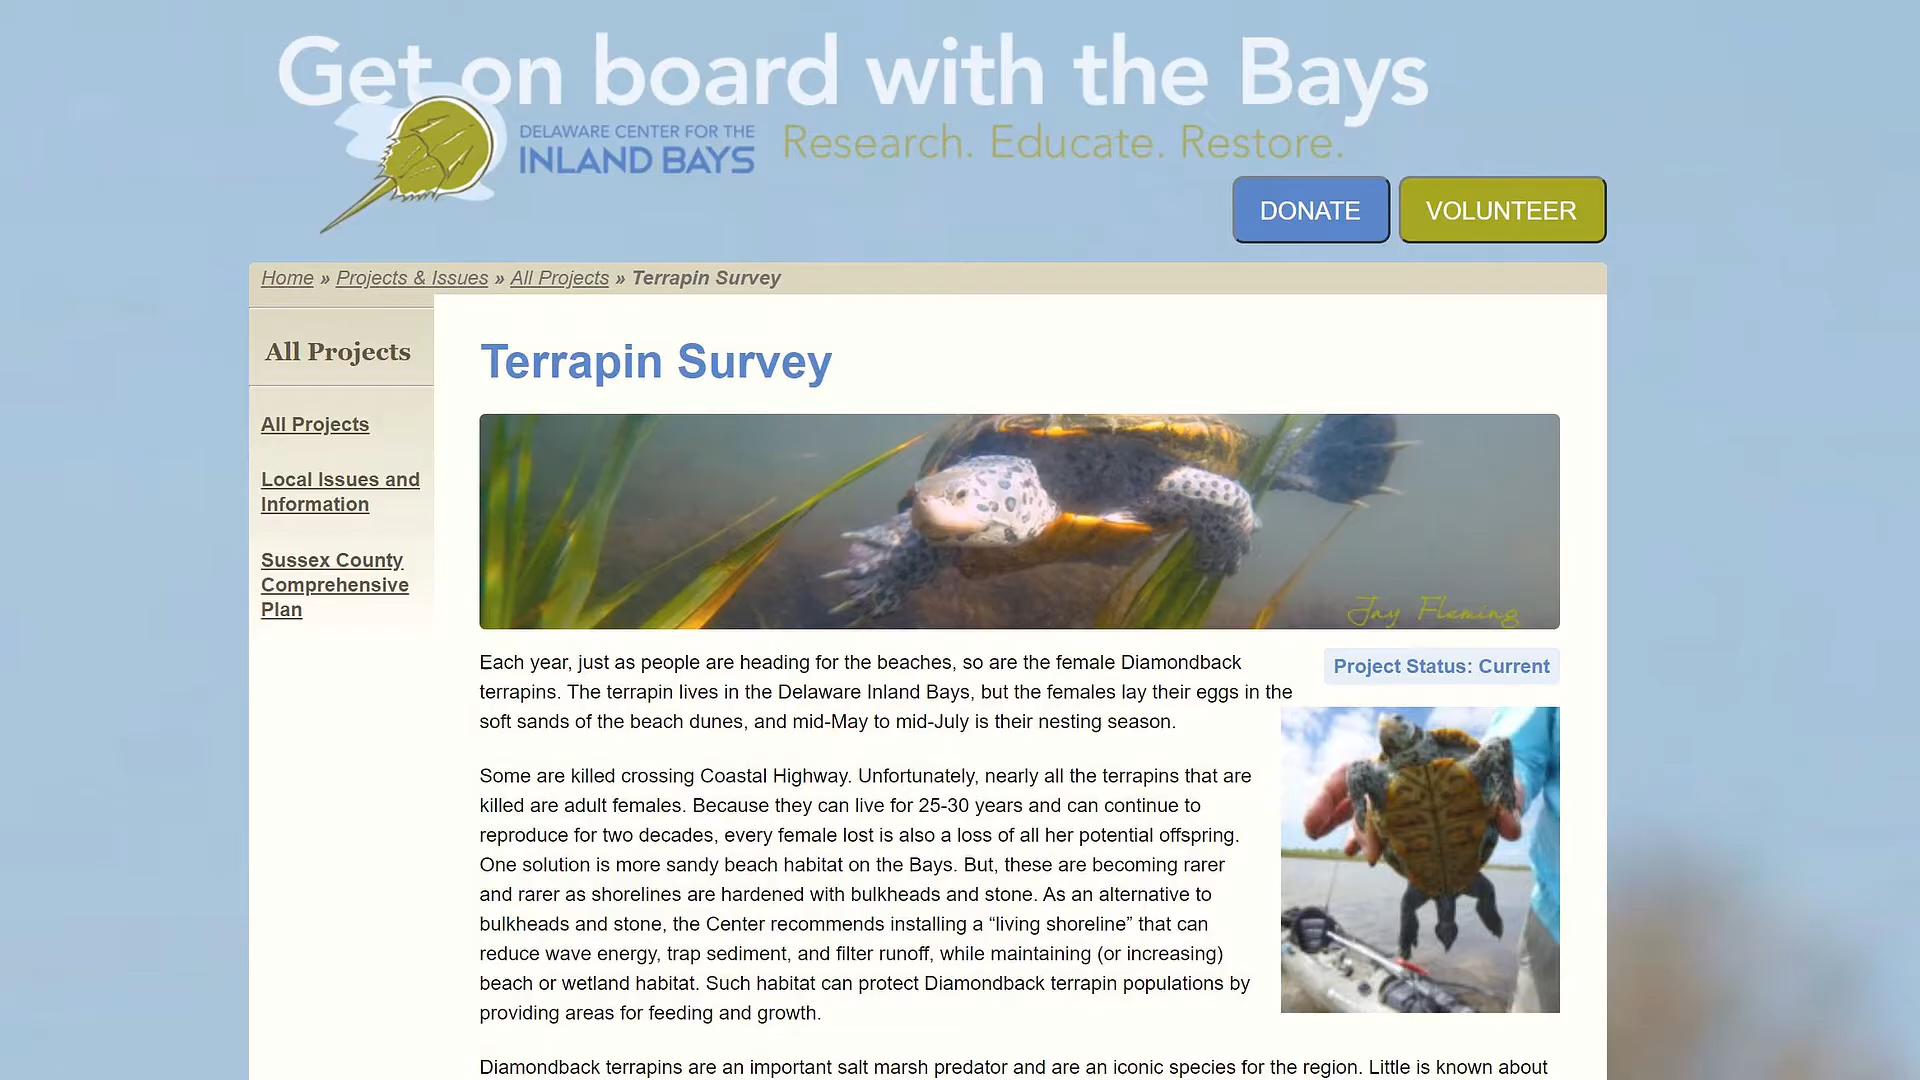 Get on board with the Bays
DELAWARE CENTER FOR THE
INLAND BAYS
Research. Educate. Restore.
DONATE
VOLUNTEER
Home » Projects & Issues » All Projects » Terrapin Survey
All Projects
All Projects
Local Issues and
Information
Sussex County
Comprehensive
Plan
Terrapin Survey
Jay Fleming
Project Status: Current
Each year, just as people are heading for the beaches, so are the female Diamondback
terrapins. The terrapin lives in the Delaware Inland Bays, but the females lay their eggs in the
soft sands of the beach dunes, and mid-May to mid-July is their nesting season.
Some are killed crossing Coastal Highway. Unfortunately, nearly all the terrapins that are
killed are adult females. Because they can live for 25-30 years and can continue to
reproduce for two decades, every female lost is also a loss of all her potential offspring.
One solution is more sandy beach habitat on the Bays. But, these are becoming rarer
and rarer as shorelines are hardened with bulkheads and stone. As an alternative to
bulkheads and stone, the Center recommends installing a “living shoreline” that can
reduce wave energy, trap sediment, and filter runoff, while maintaining (or increasing)
beach or wetland habitat. Such habitat can protect Diamondback terrapin populations by
providing areas for feeding and growth.
Diamondback terrapins are an important salt marsh predator and are an iconic species for the region. Little is known about